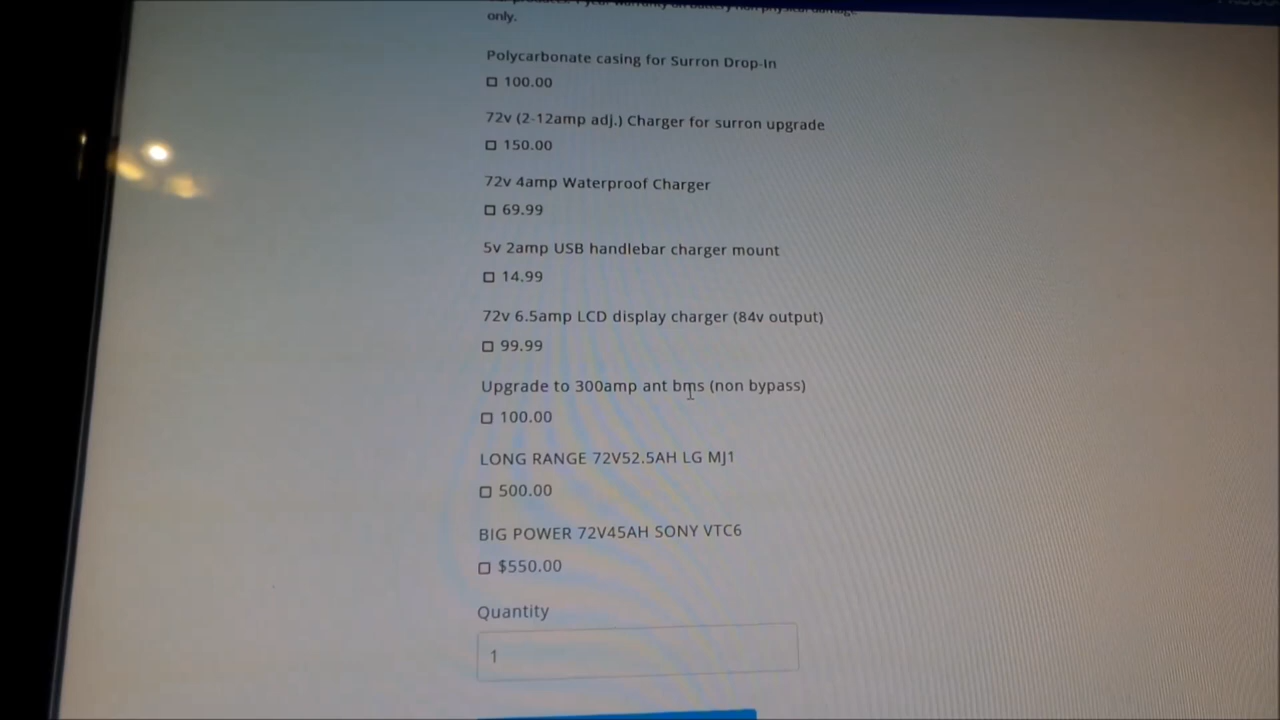 only.
Polycarbonate casing for Surron Drop-In
100.00
72v (2-12amp adj.) Charger for surron upgrade
150.00
72v 4amp Waterproof Charger
69.99
5v 2amp USB handlebar charger mount
14.99
72v 6.5amp LCD display charger (84v output)
99.99
Upgrade to 300amp ant bms (non bypass)
100.00
LONG RANGE 72V52.5AH LG MJ1
500.00
BIG POWER 72V45AH SONY VTC6
$550.00
Quantity
1